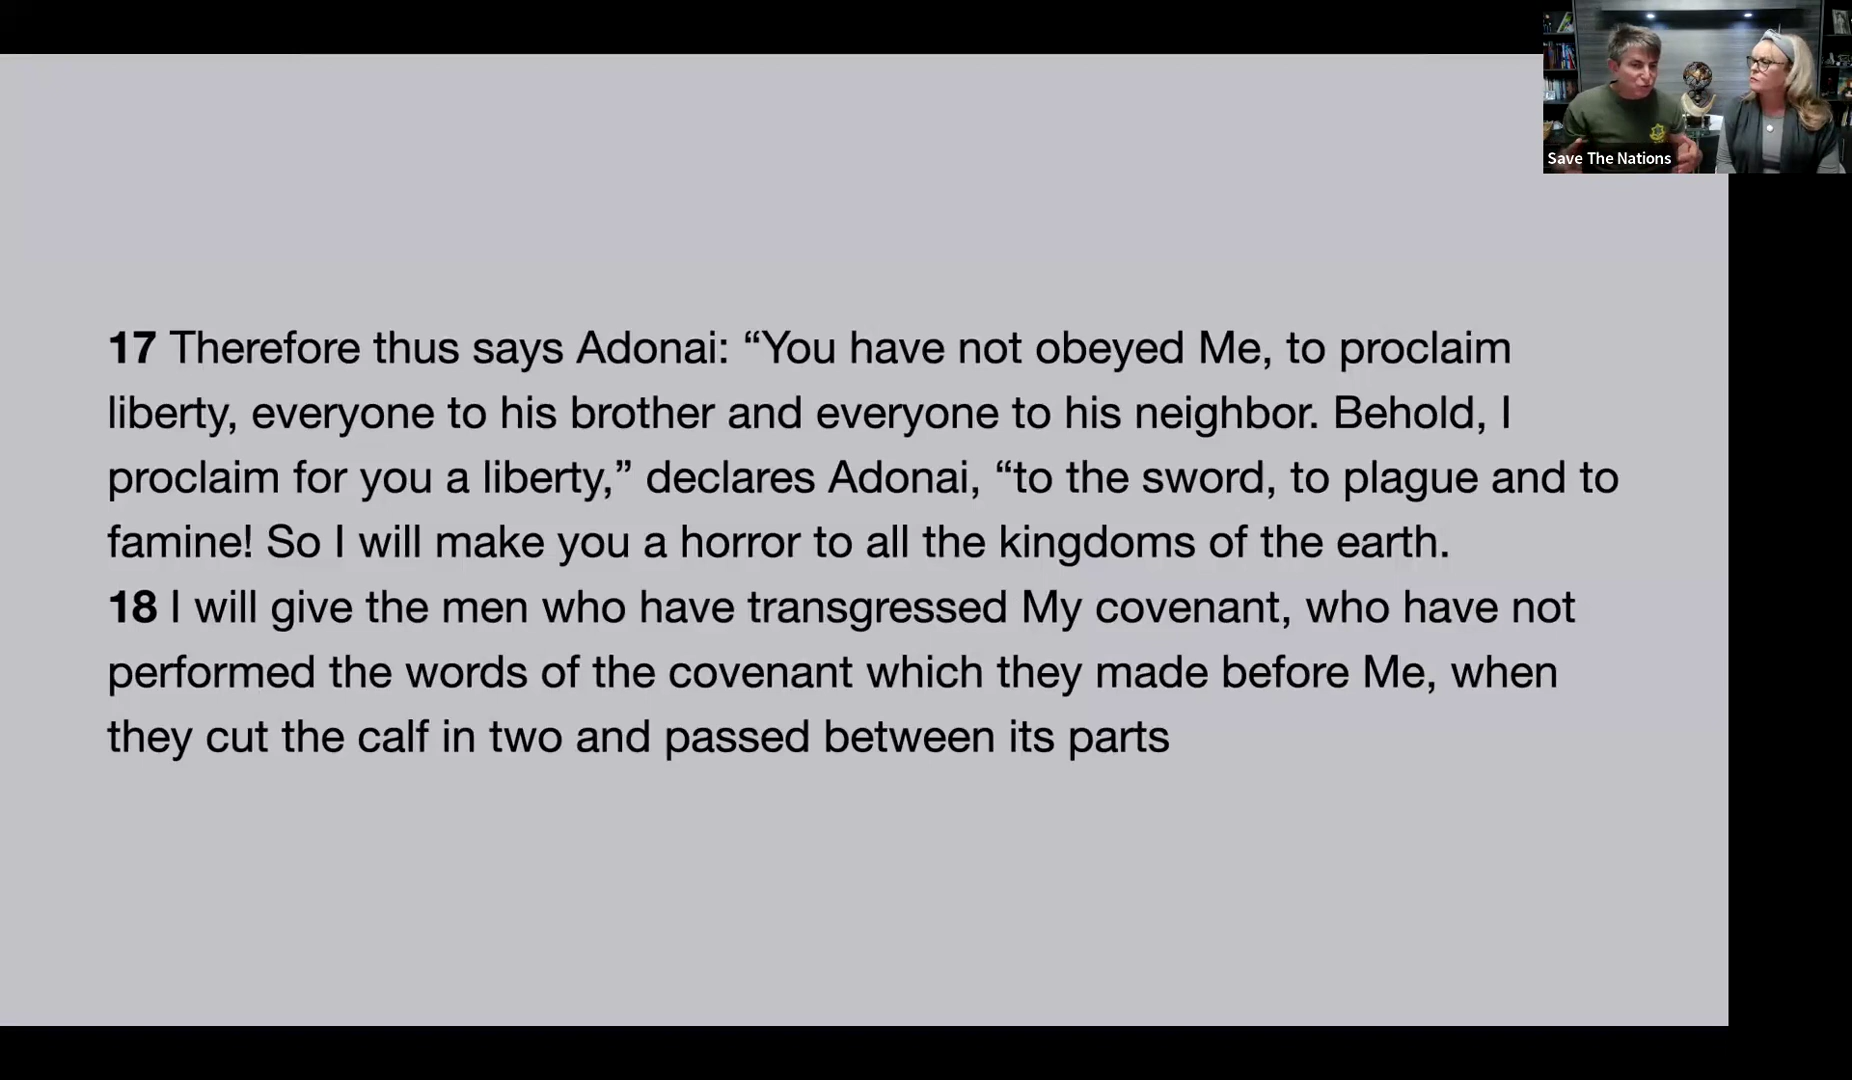 Save The Nations
17 Therefore thus says Adonai: “You have not obeyed Me, to proclaim
liberty, everyone to his brother and everyone to his neighbor. Behold, I
proclaim for you a liberty,” declares Adonai, “to the sword, to plague and to
famine! So I will make you a horror to all the kingdoms of the earth.
18 I will give the men who have transgressed My covenant, who have not
performed the words of the covenant which they made before Me, when
they cut the calf in two and passed between its parts